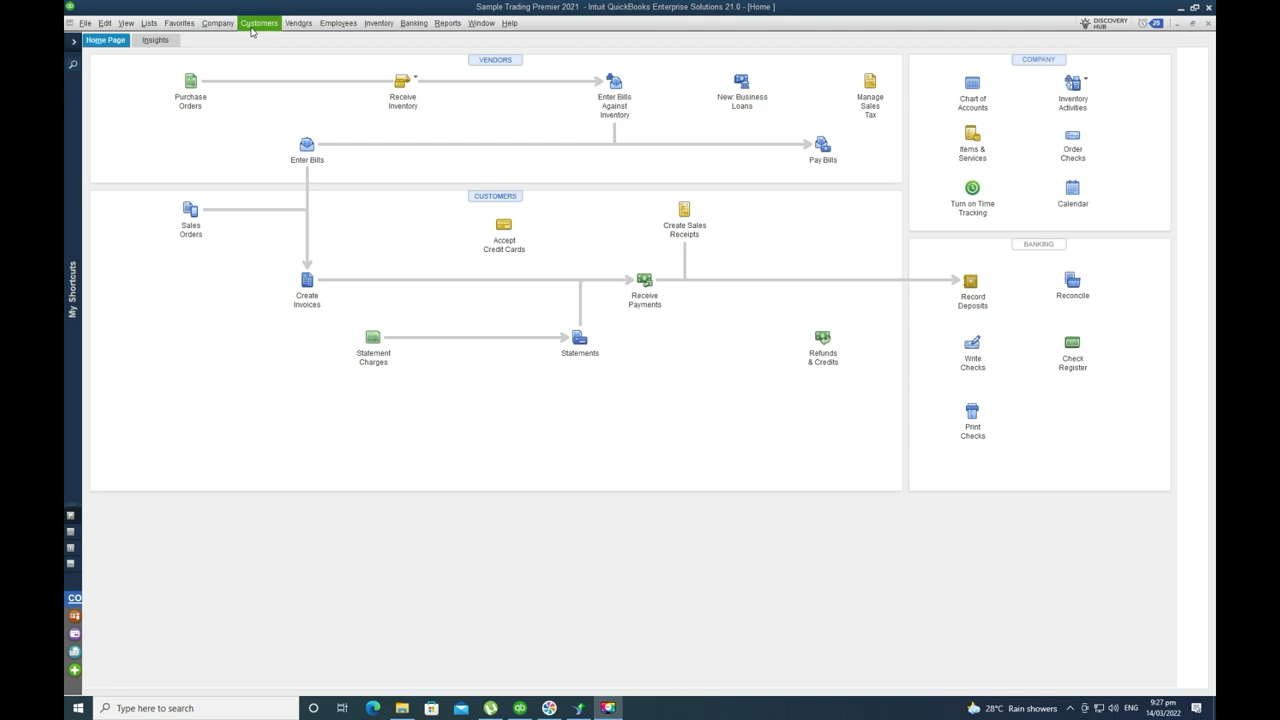 Sample Trading Premier 2021 - Intuit QuickBooks Enterprise Solutions 21.0 - [Home ]
File Edit View Lists Favorites Company Customers Vendors Employees Inventory Banking Reports Window Help
DISCOVERY
HUB
25
Home Page Insights
VENDORS
Purchase
Orders
Receive
Inventory
Enter Bills
Against
Inventory
New: Business
Loans
Manage
Sales
Tax
Enter Bills
Pay Bills
CUSTOMERS
Sales
Orders
Accept
Credit Cards
Create Sales
Receipts
Create
Invoices
Receive
Payments
Statement
Charges
Statements
Refunds
& Credits
COMPANY
Chart of
Accounts
Inventory
Activities
Items &
Services
Order
Checks
Turn on Time
Tracking
Calendar
BANKING
Record
Deposits
Reconcile
Write
Checks
Check
Register
Print
Checks
My Shortcuts
CO
Type here to search
28°C Rain showers
ENG
9:27 pm
14/03/2022